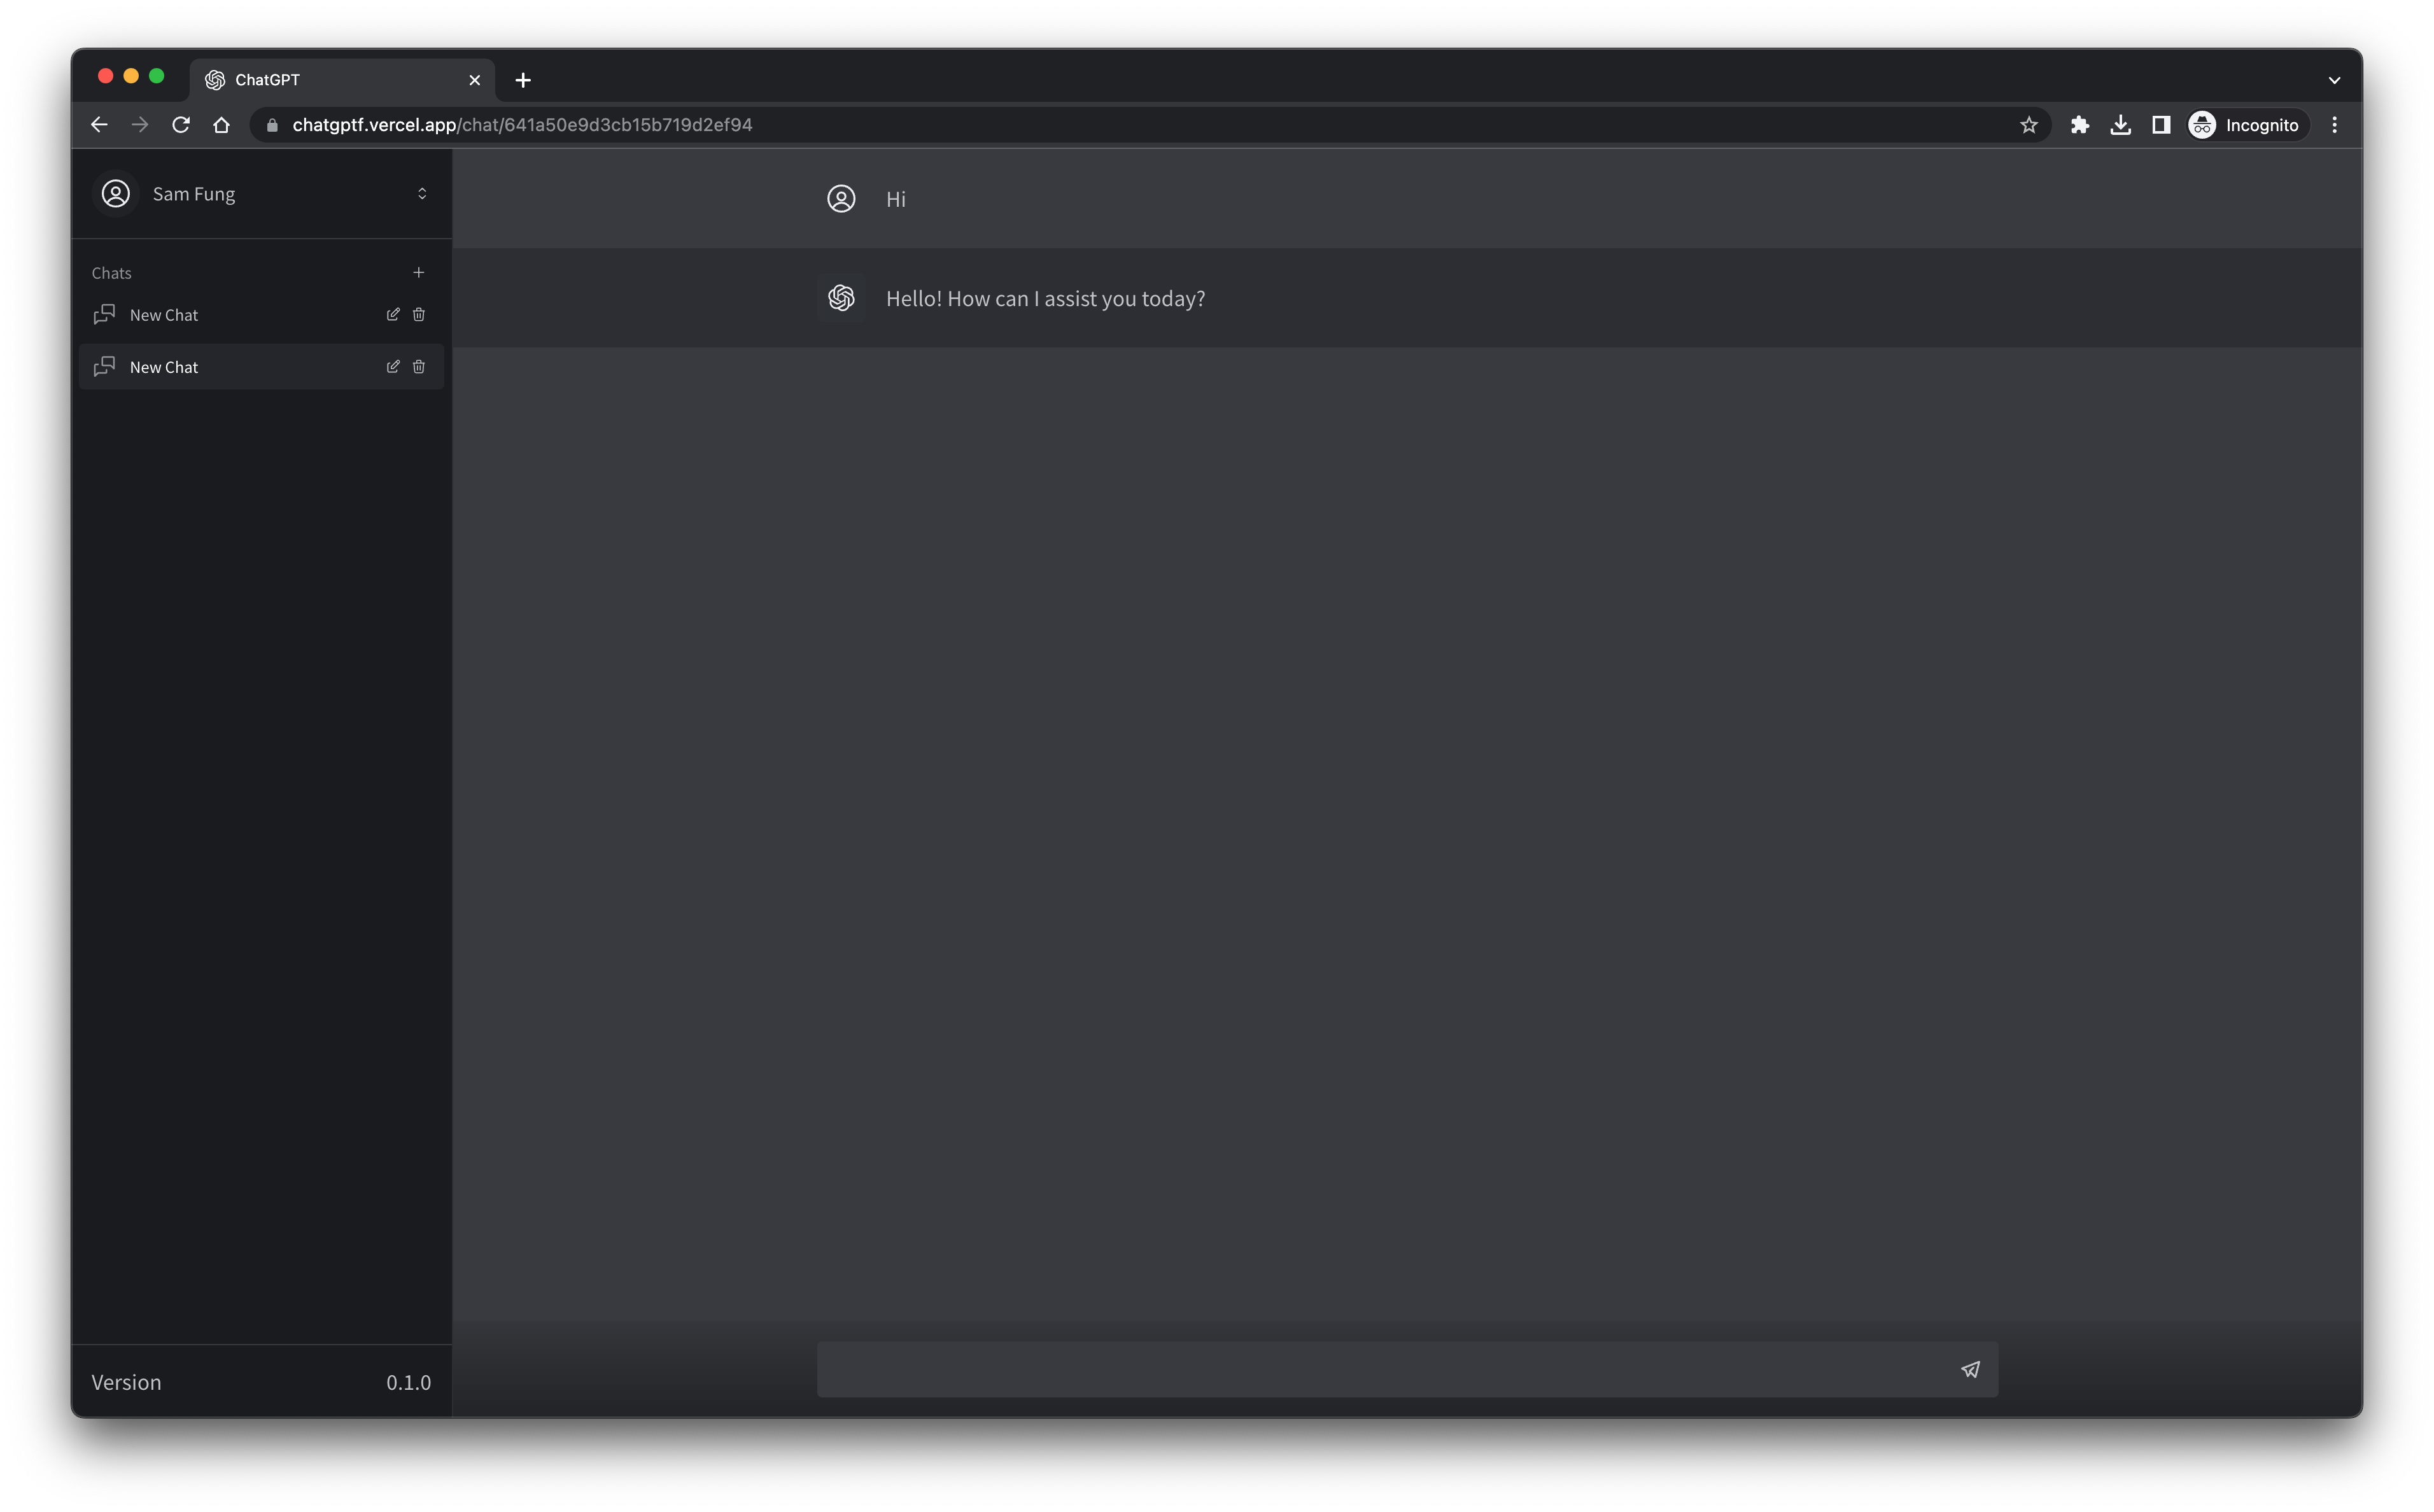 ChatGPT
chatgptf.vercel.app/chat/641a50e9d3cb15b719d2ef94
Incognito
Sam Fung
Chats
New Chat
New Chat
Version 0.1.0
Hi
Hello! How can I assist you today?